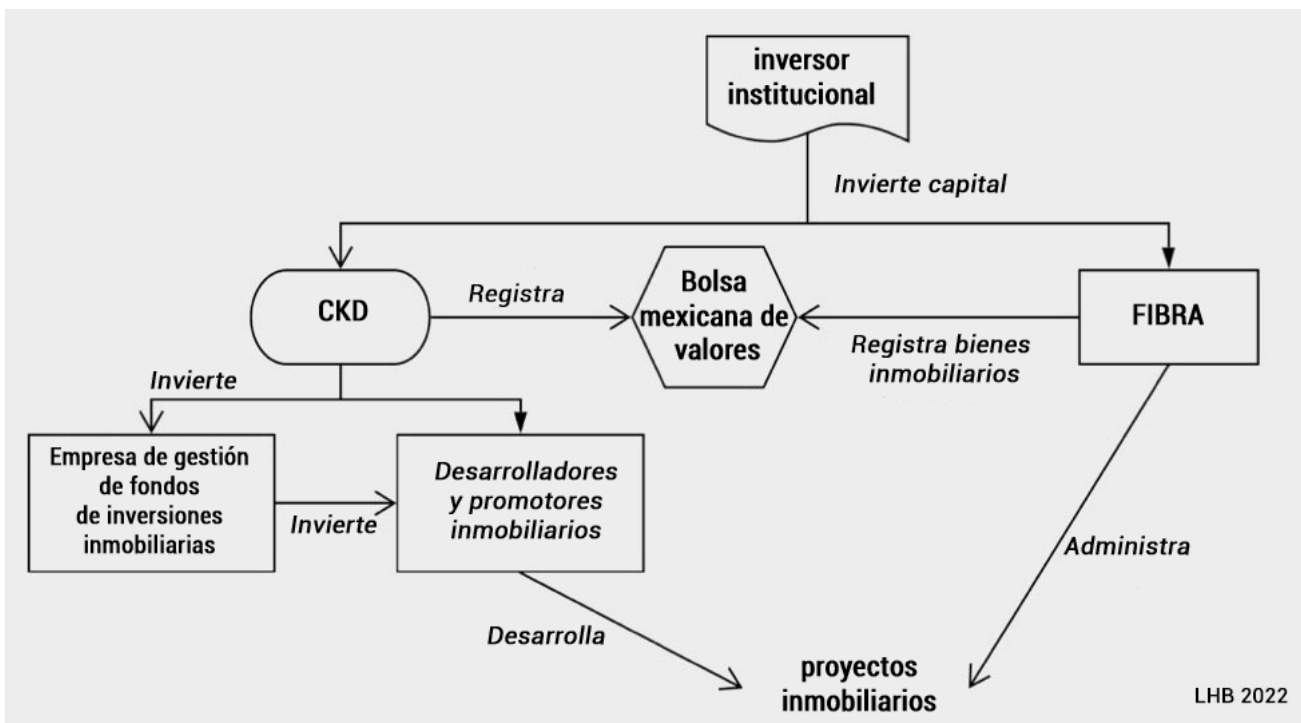 inversor
institucional
Invierte capital
CKD
Registra
Bolsa
mexicana de
valores
Registra bienes
inmobiliarios
FIBRA
Invierte
Empresa de gestión
de fondos
de inversiones
inmobiliarias
Invierte
Desarrolladores
y promotores
inmobiliarios
Administra
Desarrolla
proyectos
inmobiliarios
LHB 2022